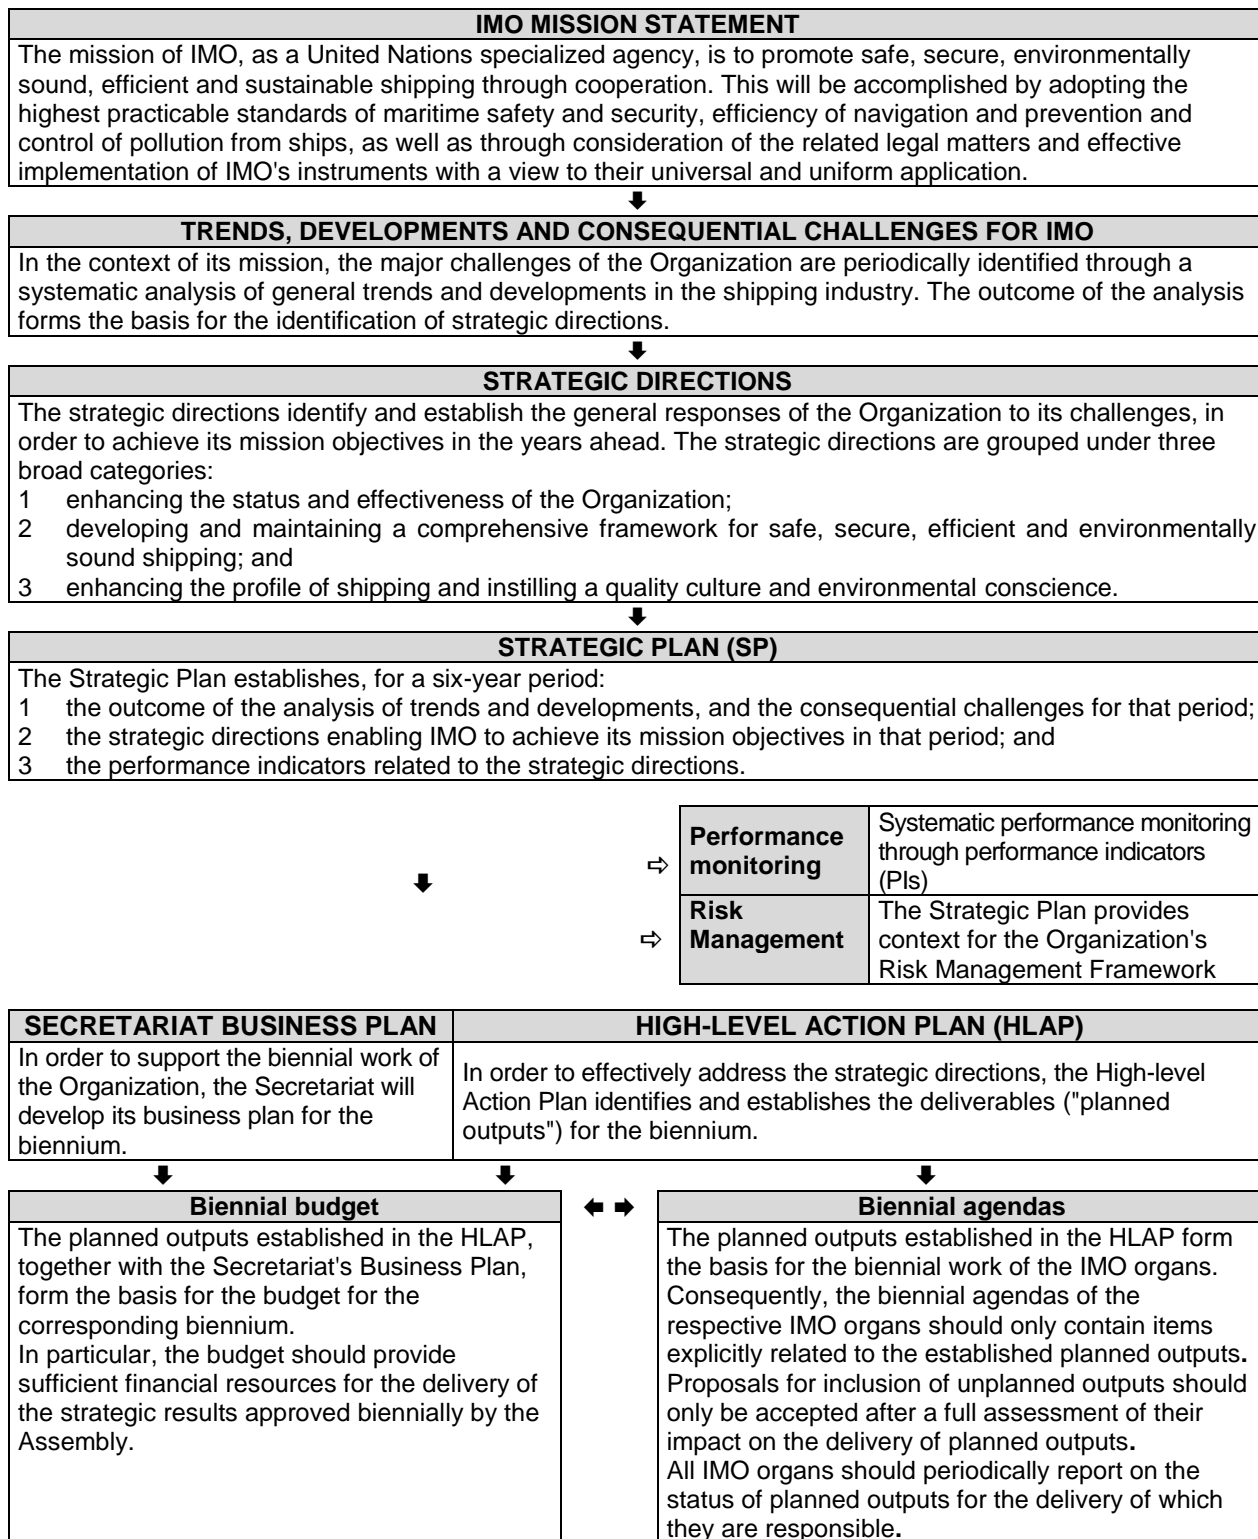 IMO MISSION STATEMENT
The mission of IMO, as a United Nations specialized agency, is to promote safe, secure, environmentally
sound, efficient and sustainable shipping through cooperation. This will be accomplished by adopting the
highest practicable standards of maritime safety and security, efficiency of navigation and prevention and
control of pollution from ships, as well as through consideration of the related legal matters and effective
implementation of IMO's instruments with a view to their universal and uniform application.
TRENDS, DEVELOPMENTS AND CONSEQUENTIAL CHALLENGES FOR IMO
In the context of its mission, the major challenges of the Organization are periodically identified through a
systematic analysis of general trends and developments in the shipping industry. The outcome of the analysis
forms the basis for the identification of strategic directions.
STRATEGIC DIRECTIONS
The strategic directions identify and establish the general responses of the Organization to its challenges, in
order to achieve its mission objectives in the years ahead. The strategic directions are grouped under three
broad categories:
1 enhancing the status and effectiveness of the Organization;
2 developing and maintaining a comprehensive framework for safe, secure, efficient and environmentally
sound shipping; and
3 enhancing the profile of shipping and instilling a quality culture and environmental conscience.
STRATEGIC PLAN (SP)
The Strategic Plan establishes, for a six-year period:
1 the outcome of the analysis of trends and developments, and the consequential challenges for that period;
2 the strategic directions enabling IMO to achieve its mission objectives in that period; and
3 the performance indicators related to the strategic directions.
Performance
monitoring
Systematic performance monitoring
through performance indicators
(PIs)
Risk
Management
The Strategic Plan provides
context for the Organization's
Risk Management Framework
SECRETARIAT BUSINESS PLAN
In order to support the biennial work of
the Organization, the Secretariat will
develop its business plan for the
biennium.
HIGH-LEVEL ACTION PLAN (HLAP)
In order to effectively address the strategic directions, the High-level
Action Plan identifies and establishes the deliverables ("planned
outputs") for the biennium.
Biennial budget
The planned outputs established in the HLAP,
together with the Secretariat's Business Plan,
form the basis for the budget for the
corresponding biennium.
In particular, the budget should provide
sufficient financial resources for the delivery of
the strategic results approved biennially by the
Assembly.
Biennial agendas
The planned outputs established in the HLAP form
the basis for the biennial work of the IMO organs.
Consequently, the biennial agendas of the
respective IMO organs should only contain items
explicitly related to the established planned outputs.
Proposals for inclusion of unplanned outputs should
only be accepted after a full assessment of their
impact on the delivery of planned outputs.
All IMO organs should periodically report on the
status of planned outputs for the delivery of which
they are responsible.